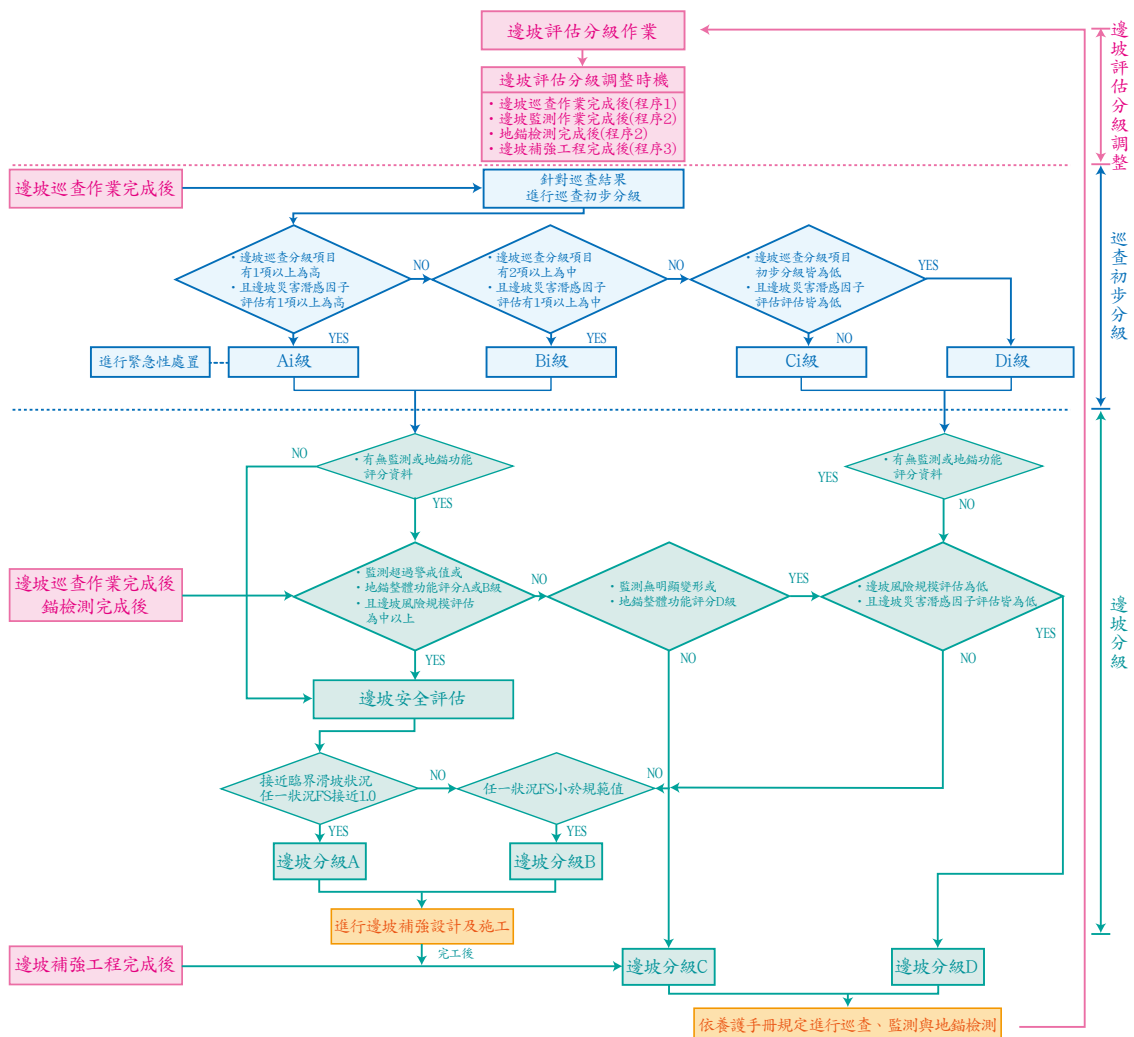 邊坡評估分級作業
邊坡評估分級調整時機
・邊坡巡查作業完成後(程序1)
・邊坡監測作業完成後(程序2)
・地錨檢測完成後(程序2)
・邊坡補強工程完成後(程序3)
邊坡評估分級調整
邊坡巡查作業完成後
針對巡查結果
進行巡查初步分級
・邊坡巡查分級項目
有1項以上為高
・且邊坡災害潛感因子
評估有1項以上為高
NO
・邊坡巡查分級項目
有2項以上為中
・且邊坡災害潛感因子
評估有1項以上為中
NO
・邊坡巡查分級項目
初步分級皆為低
・且邊坡災害潛感因子
評估評估皆為低
YES
巡查初步分級
YES
YES
NO
進行緊急性處置
Ai級
Bi級
Ci級
Di級
NO
・有無監測或地錨功能
評分資料
YES
・有無監測或地錨功能
評分資料
YES
NO
邊坡巡查作業完成後
錨檢測完成後
・監測超過警戒值或
・地錨整體功能評分A或B級
・且邊坡風險規模評估
為中以上
NO
・監測無明顯變形或
・地錨整體功能評分D級
YES
・邊坡風險規模評估為低
・且邊坡災害潛感因子評估皆為低
YES
邊坡分級
YES
NO
NO
邊坡安全評估
接近臨界滑坡狀況
任一狀況FS接近1.0
NO
任一狀況FS小於規範值
NO
YES
YES
邊坡分級A
邊坡分級B
進行邊坡補強設計及施工
完工後
邊坡補強工程完成後
邊坡分級C
邊坡分級D
依養護手冊規定進行巡查、監測與地錨檢測